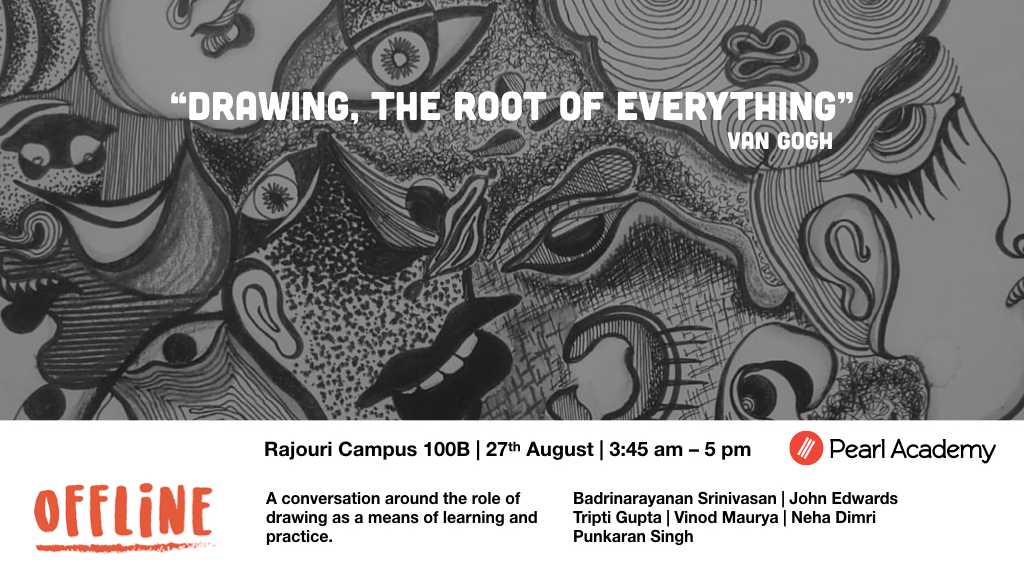 “DRAWING, THE ROOT OF EVERYTHING”
VAN GOGH
Rajouri Campus 100B | 27th August | 3:45 am – 5 pm
Pearl Academy
OFFLiNE
A conversation around the role of
drawing as a means of learning and
practice.
Badrinarayanan Srinivasan | John Edwards
Tripti Gupta | Vinod Maurya | Neha Dimri
Punkaran Singh